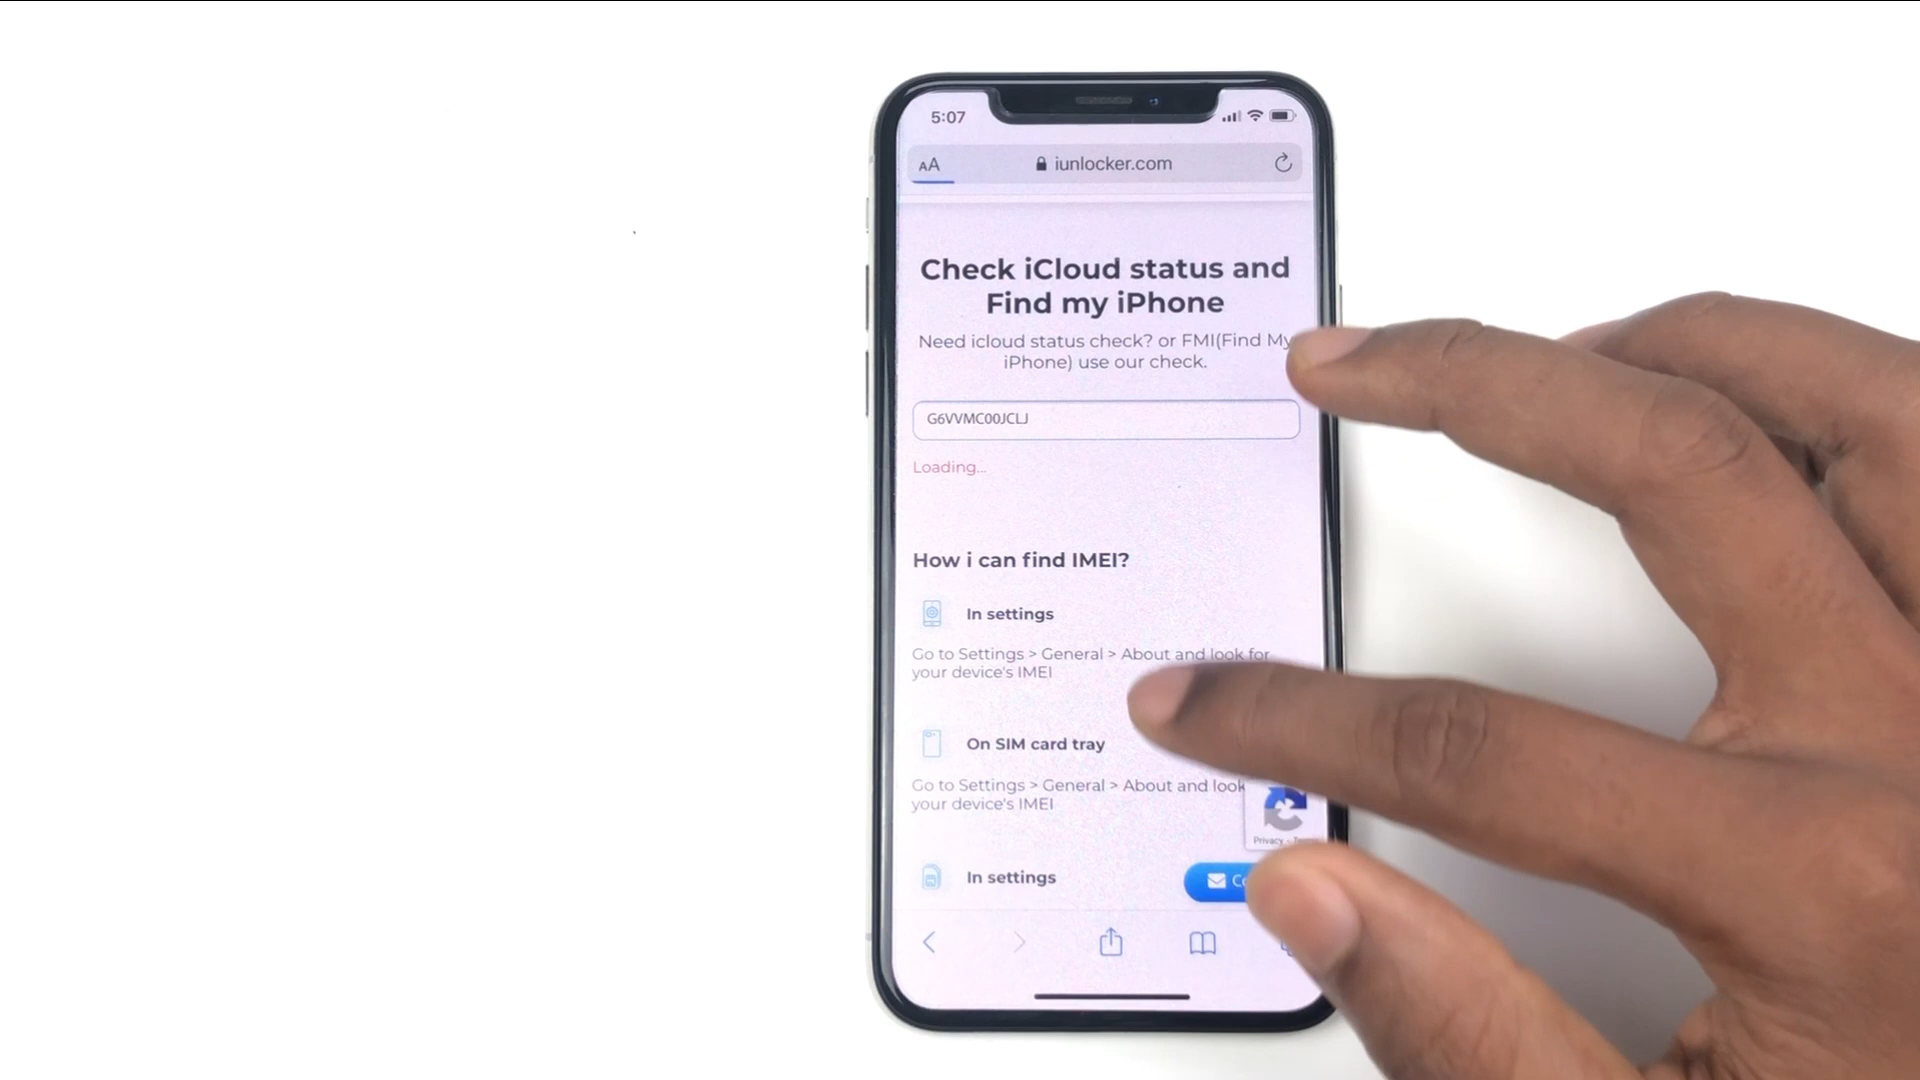 5:07
AA iunlocker.com
Check iCloud status and
Find my iPhone
Need icloud status check? or FMI(Find My
iPhone) use our check.
G6VVMC00JCLJ
Loading...
How i can find IMEI?
In settings
Go to Settings > General > About and look for
your device's IMEI
On SIM card tray
Go to Settings > General > About and look
your device's IMEI
Privacy -
In settings